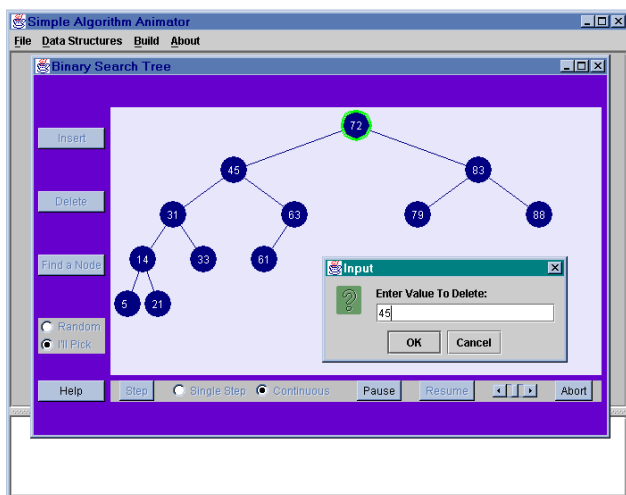 Simple Algorithm Animator
File Data Structures Build About
Binary Search Tree
72
Insert
45 83
Delete
31 63 79 88
14 33 61
Find a Node
Input
Enter Value To Delete:
45
5 21
Random
I'll Pick
OK Cancel
Help Step Single Step Continuous Pause Resume Abort